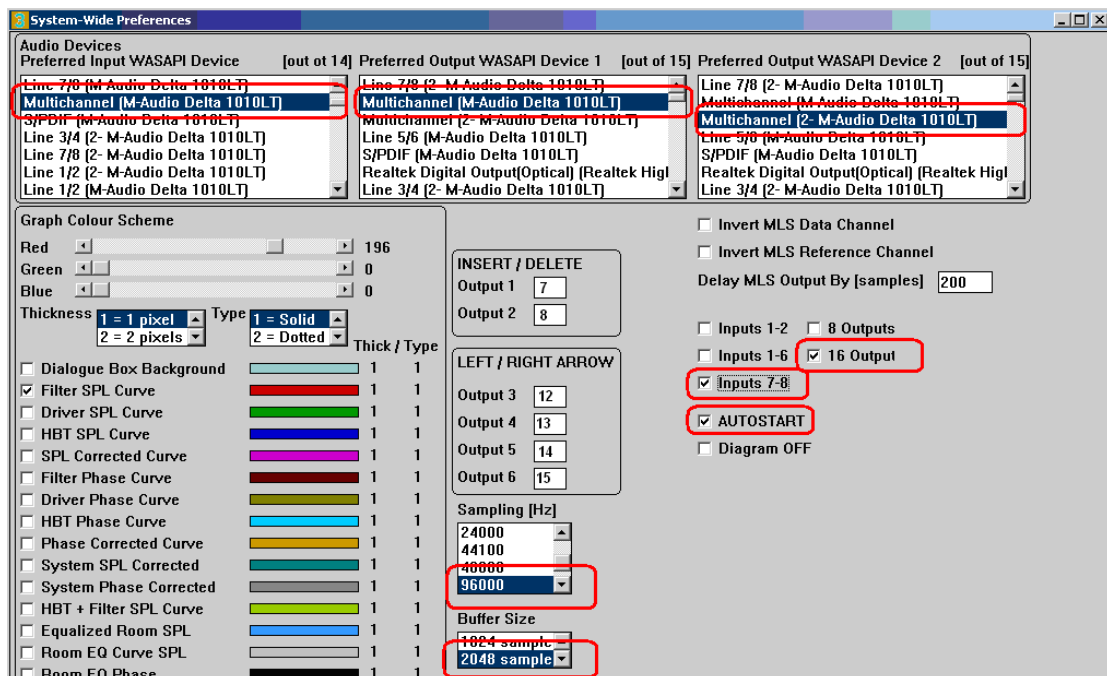 System-Wide Preferences
Audio Devices
Preferred Input WASAPI Device [out ot 14] Preferred Output WASAPI Device 1 [out of 15] Preferred Output WASAPI Device 2 [out of 15]
Line 7/8 (M-Audio Delta 1010LT)
Multichannel (M-Audio Delta 1010LT)
S/PDIF (M-Audio Delta 1010LT)
Line 3/4 (2- M-Audio Delta 1010LT)
Line 7/8 (2- M-Audio Delta 1010LT)
Line 1/2 (2- M-Audio Delta 1010LT)
Line 1/2 (M-Audio Delta 1010LT)
Line 7/8 (2- M-Audio Delta 1010LT)
Multichannel (M-Audio Delta 1010LT)
Multichannel (2- M-Audio Delta 1010LT)
Line 5/6 (M-Audio Delta 1010LT)
S/PDIF (M-Audio Delta 1010LT)
Realtek Digital Output(Optical) (Realtek Higl
Line 3/4 (2- M-Audio Delta 1010LT)
Line 7/8 (2- M-Audio Delta 1010LT)
Multichannel (M-Audio Delta 1010LT)
Multichannel (2- M-Audio Delta 1010LT)
Line 5/6 (M-Audio Delta 1010LT)
S/PDIF (M-Audio Delta 1010LT)
Realtek Digital Output(Optical) (Realtek Higl
Line 3/4 (2- M-Audio Delta 1010LT)
Graph Colour Scheme
Red 196
Green 0
Blue 0
Thickness 1 = 1 pixel Type 1 = Solid
2 = 2 pixels 2 = Dotted
Thick / Type
Dialogue Box Background 1 1
Filter SPL Curve 1 1
Driver SPL Curve 1 1
HBT SPL Curve 1 1
SPL Corrected Curve 1 1
Filter Phase Curve 1 1
Driver Phase Curve 1 1
HBT Phase Curve 1 1
Phase Corrected Curve 1 1
System SPL Corrected 1 1
System Phase Corrected 1 1
HBT + Filter SPL Curve 1 1
Equalized Room SPL 1 1
Room EQ Curve SPL 1 1
Room EQ Phase 1 1
INSERT / DELETE
Output 1 7
Output 2 8
LEFT / RIGHT ARROW
Output 3 12
Output 4 13
Output 5 14
Output 6 15
Sampling [Hz]
24000
44100
48000
96000
Buffer Size
1024 sample
2048 sample
Invert MLS Data Channel
Invert MLS Reference Channel
Delay MLS Output By [samples] 200
Inputs 1-2 8 Outputs
Inputs 1-6 16 Output
Inputs 7-8
AUTOSTART
Diagram OFF